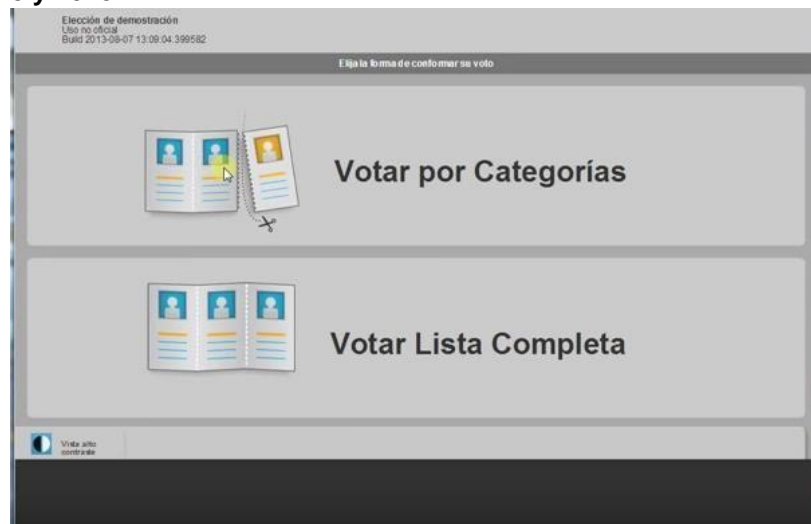 Elección de demostración
Uso no oficial
Build 2013-08-07 13:09:04.399582
Elija la forma de conformar su voto
Votar por Categorías
Votar Lista Completa
Vista alto
contraste